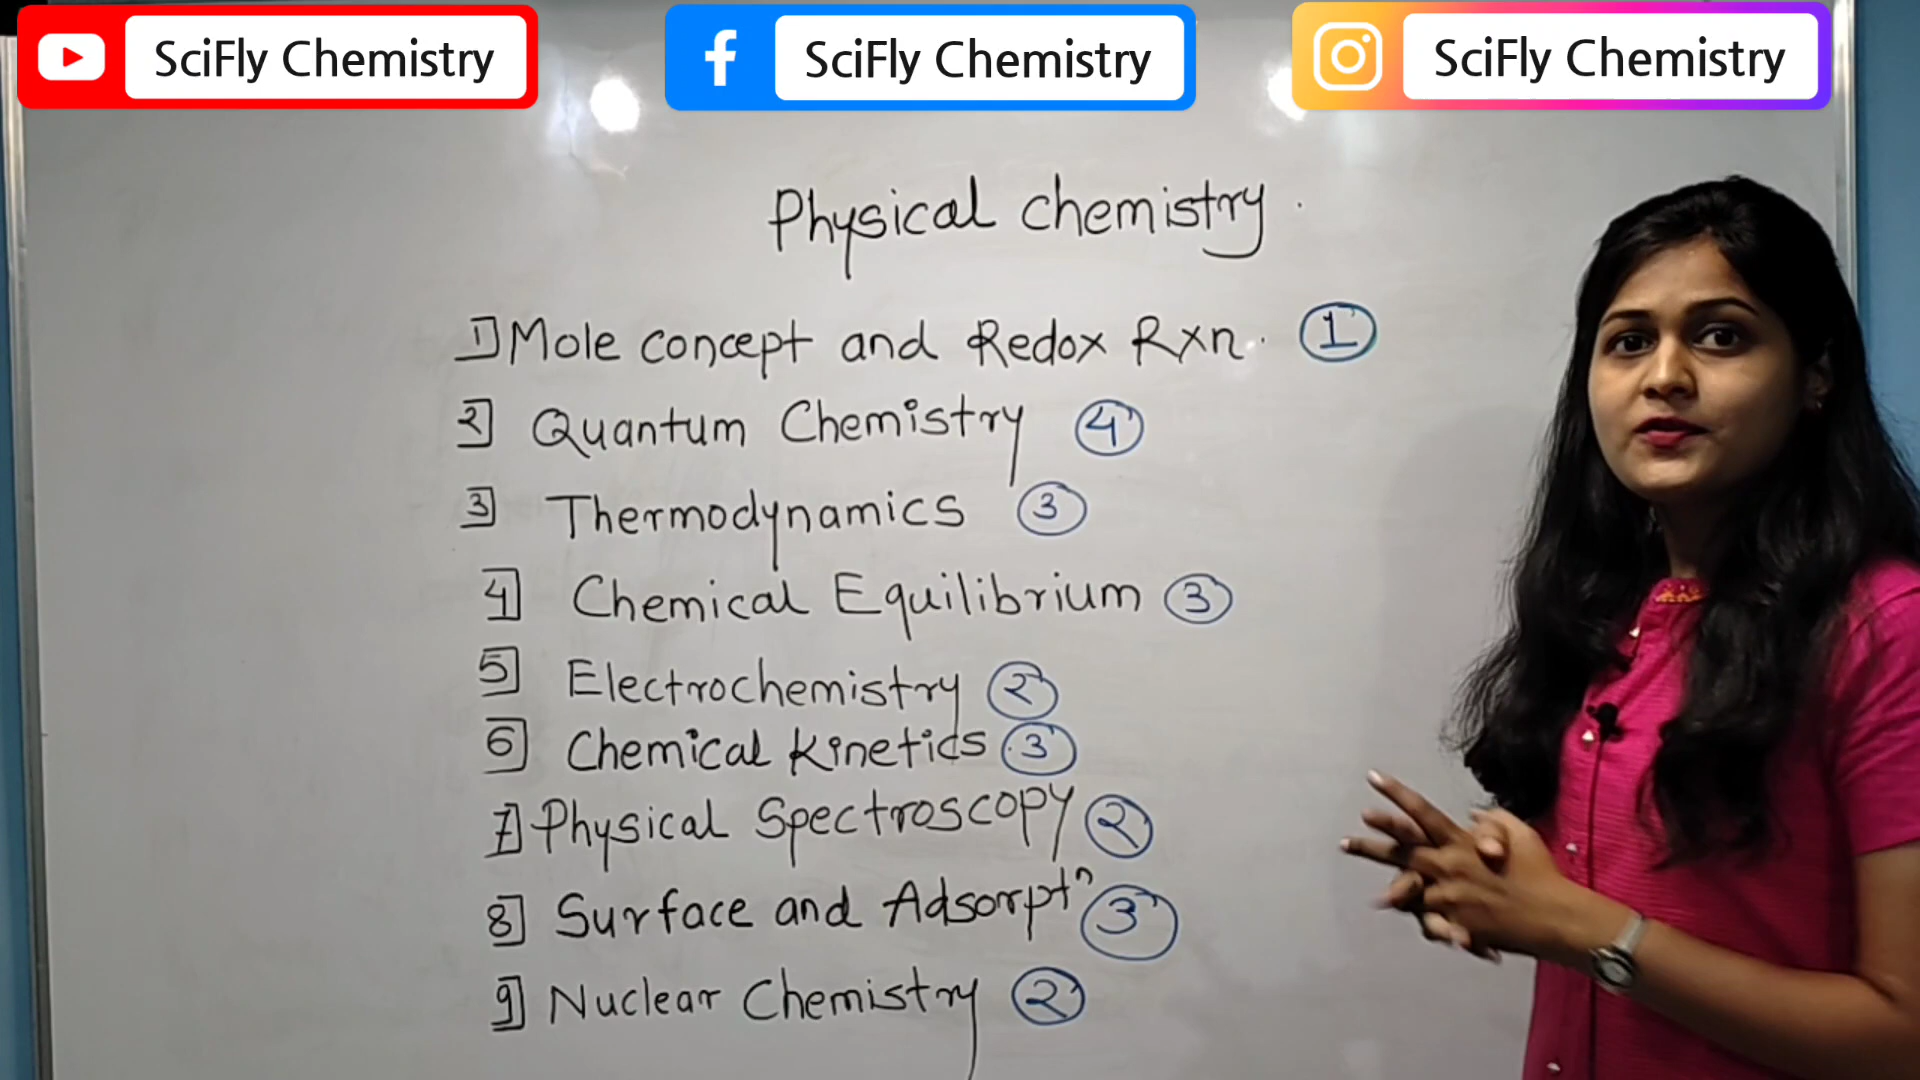 SciFly Chemistry SciFly Chemistry SciFly Chemistry
Physical chemistry.
1] Mole concept and Redox Rxn. 1
2] Quantum Chemistry 4
3] Thermodynamics 3
4] Chemical Equilibrium 3
5] Electrochemistry 2
6] Chemical Kinetics 3
7] Physical Spectroscopy 2
8] Surface and Adsorptⁿ 3
9] Nuclear Chemistry 2